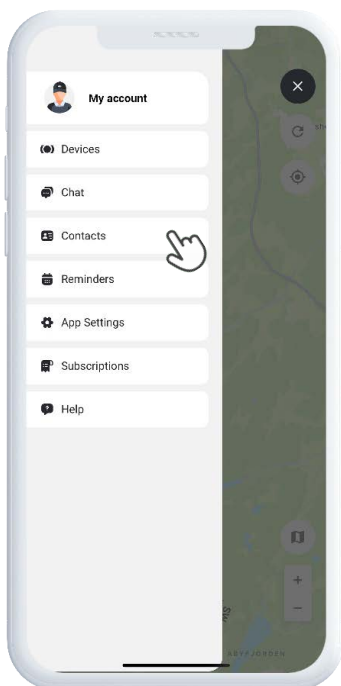 My account
Devices
Chat
Contacts
Reminders
App Settings
Subscriptions
Help
+
−